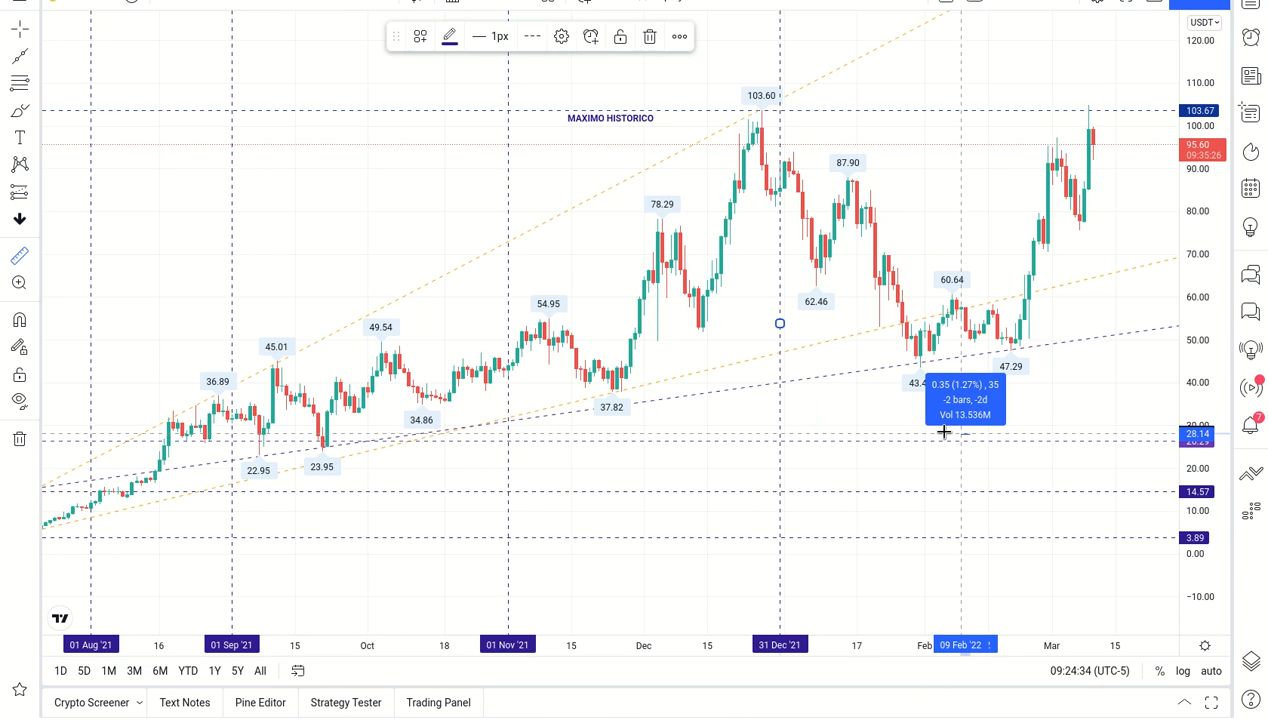 1px
USDT
120.00
110.00
103.67
100.00
95.60
09:35:26
90.00
80.00
70.00
60.00
50.00
40.00
28.14
20.00
14.57
10.00
3.89
0.00
−10.00
103.60
MAXIMO HISTORICO
87.90
78.29
62.46
60.64
54.95
49.54
45.01
47.29
36.89
0.35 (1.27%) , 35
-2 bars, -2d
Vol 13.536M
37.82
34.86
22.95
23.95
01 Aug '21
16
01 Sep '21
15
Oct
18
01 Nov '21
15
Dec
15
31 Dec '21
17
Feb
09 Feb '22
Mar
15
1D 5D 1M 3M 6M YTD 1Y 5Y All
09:24:34 (UTC-5)
% log auto
Crypto Screener Text Notes Pine Editor Strategy Tester Trading Panel
7